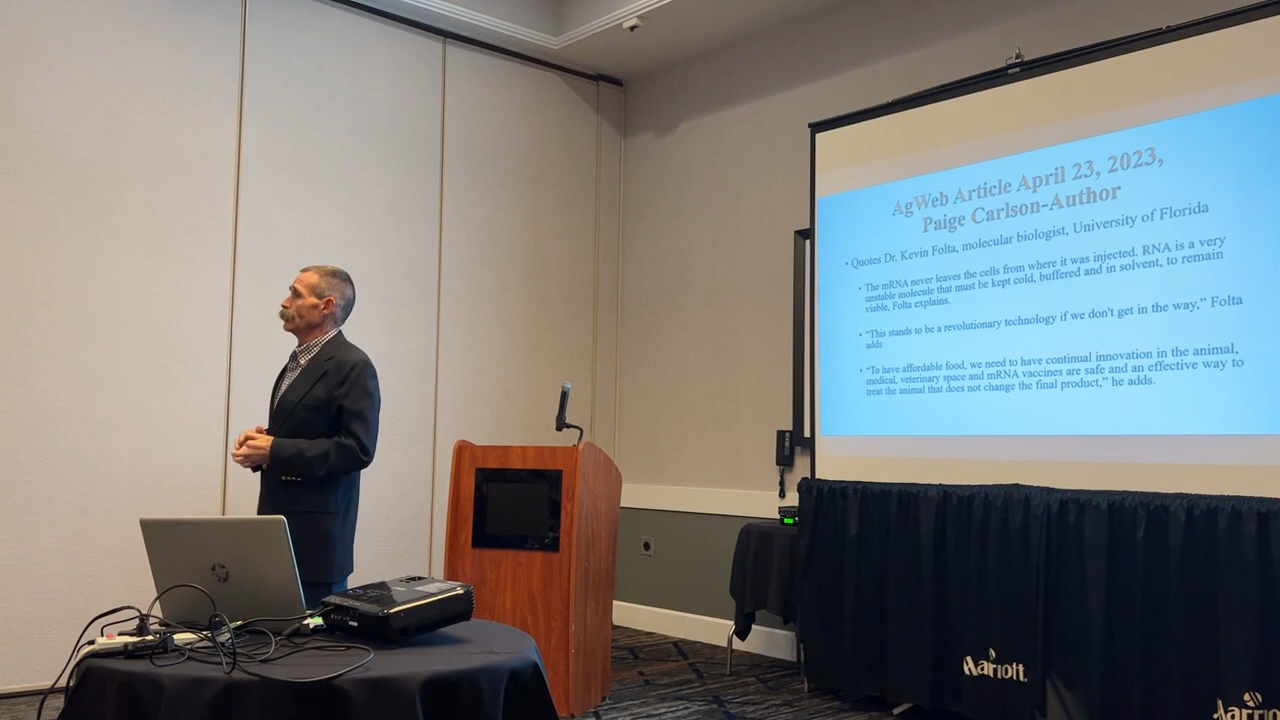 AgWeb Article April 23, 2023,
Paige Carlson-Author
• Quotes Dr. Kevin Folta, molecular biologist, University of Florida
• The mRNA never leaves the cells from where it was injected. RNA is a very
unstable molecule that must be kept cold, buffered and in solvent, to remain
viable, Folta explains.
• "This stands to be a revolutionary technology if we don't get in the way," Folta
adds
• "To have affordable food, we need to have continual innovation in the animal,
medical, veterinary space and mRNA vaccines are safe and an effective way to
treat the animal that does not change the final product," he adds.
hp
Marriott